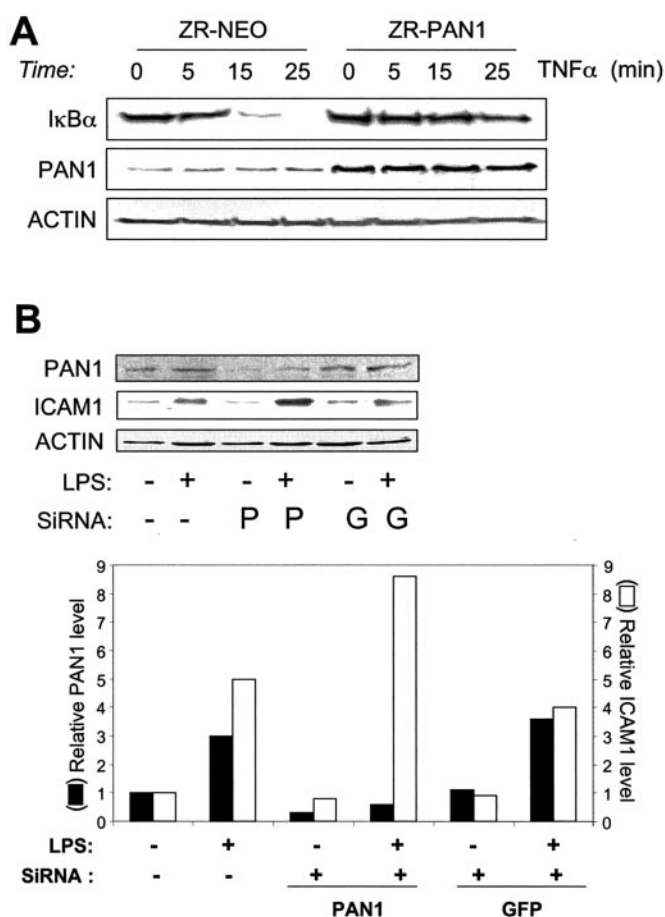 A
ZR-NEO ZR-PAN1
Time: 0 5 15 25 0 5 15 25 TNFα (min)
IκBα
PAN1
ACTIN
B
PAN1
ICAM1
ACTIN
LPS: - + - + - +
SiRNA: - - P P G G
9 9
8 8
7 7
6 6
5 5
4 4
3 3
2 2
1 1
0 0
(■) Relative PAN1 level
(□) Relative ICAM1 level
LPS: - + - + - +
SiRNA : - - + + + +
PAN1 GFP